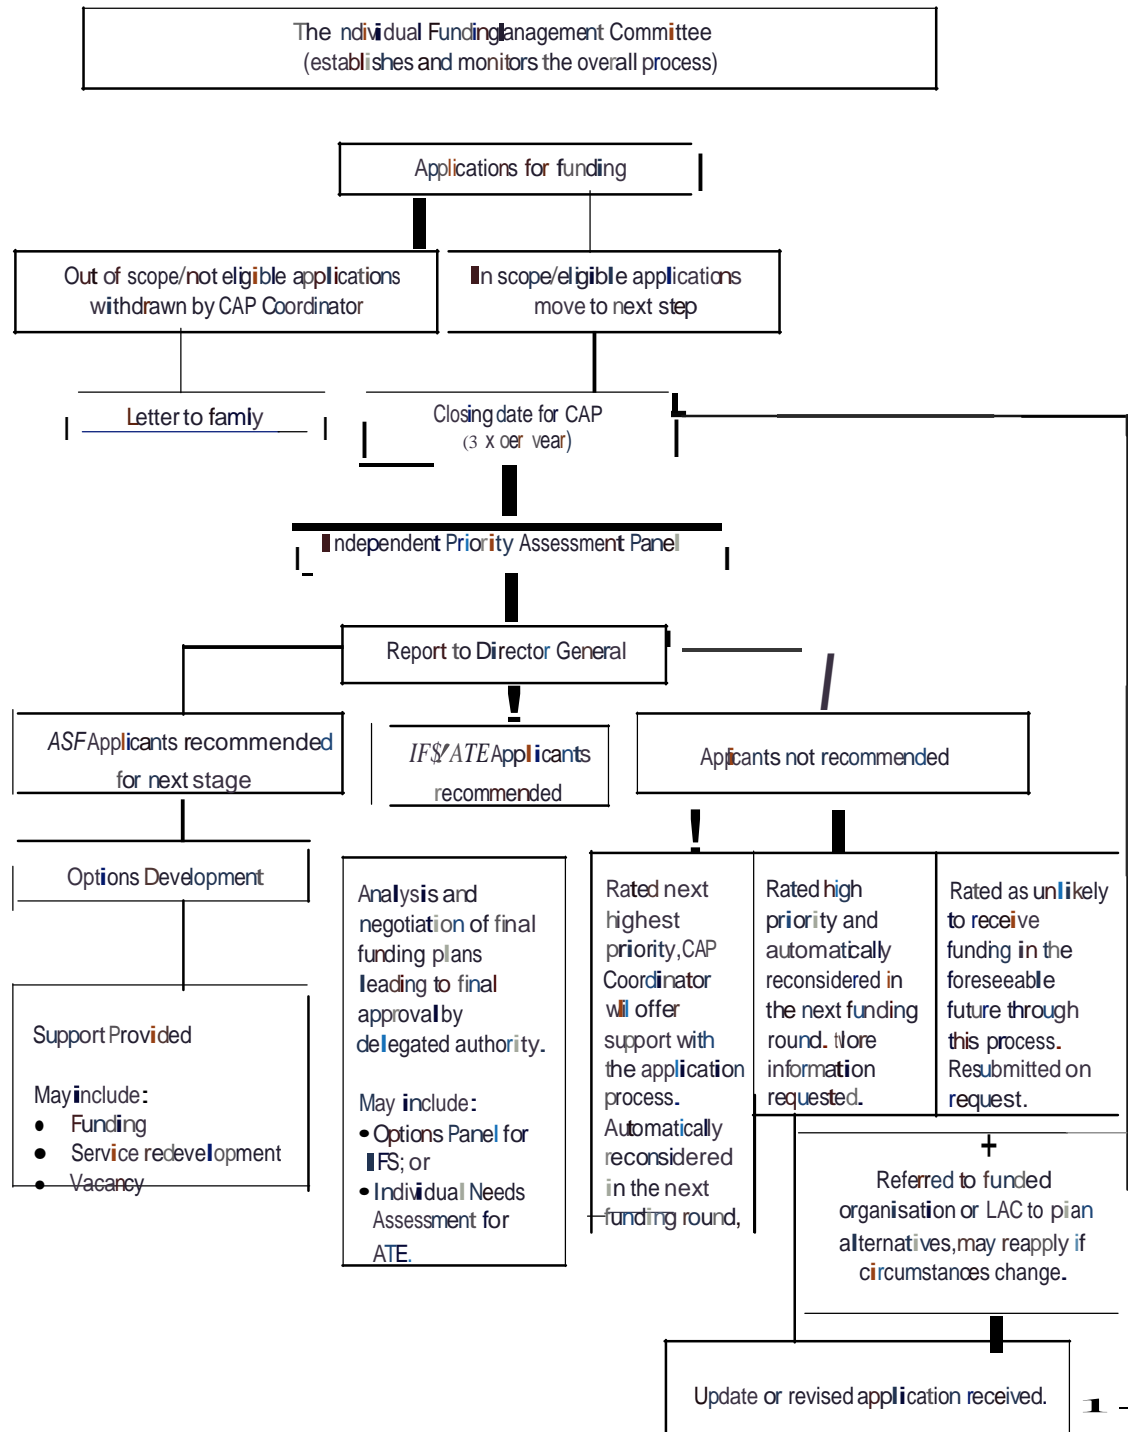 The ndividual Fundinglanagement Committee
(establishes and monitors the overall process)
Applications for funding
Out of scope/not eligible applications
withdrawn by CAP Coordinator
In scope/eligible applications
move to next step
Letter to family
Closing date for CAP
(3 x oer vear)
Independent Priority Assessment Panel
Report to Director General
ASF Applicants recommended
for next stage
IF$/ATE Applicants
recommended
Applicants not recommended
Options Development
Support Provided
May include:
• Funding
• Service redevelopment
• Vacancy
Analysis and
negotiation of final
funding plans
leading to final
approval by
delegated authority.
May include:
• Options Panel for
IFS; or
• Individual Needs
Assessment for
ATE.
Rated next
highest
priority, CAP
Coordinator
will offer
support with
the application
process.
Automatically
reconsidered
in the next
funding round,
Rated high
priority and
automatically
reconsidered in
the next funding
round. tlore
information
requested.
Rated as unlikely
to receive
funding in the
foreseeable
future through
this process.
Resubmitted on
request.
Referred to funded
organisation or LAC to pian
alternatives, may reapply if
circumstances change.
Update or revised application received.